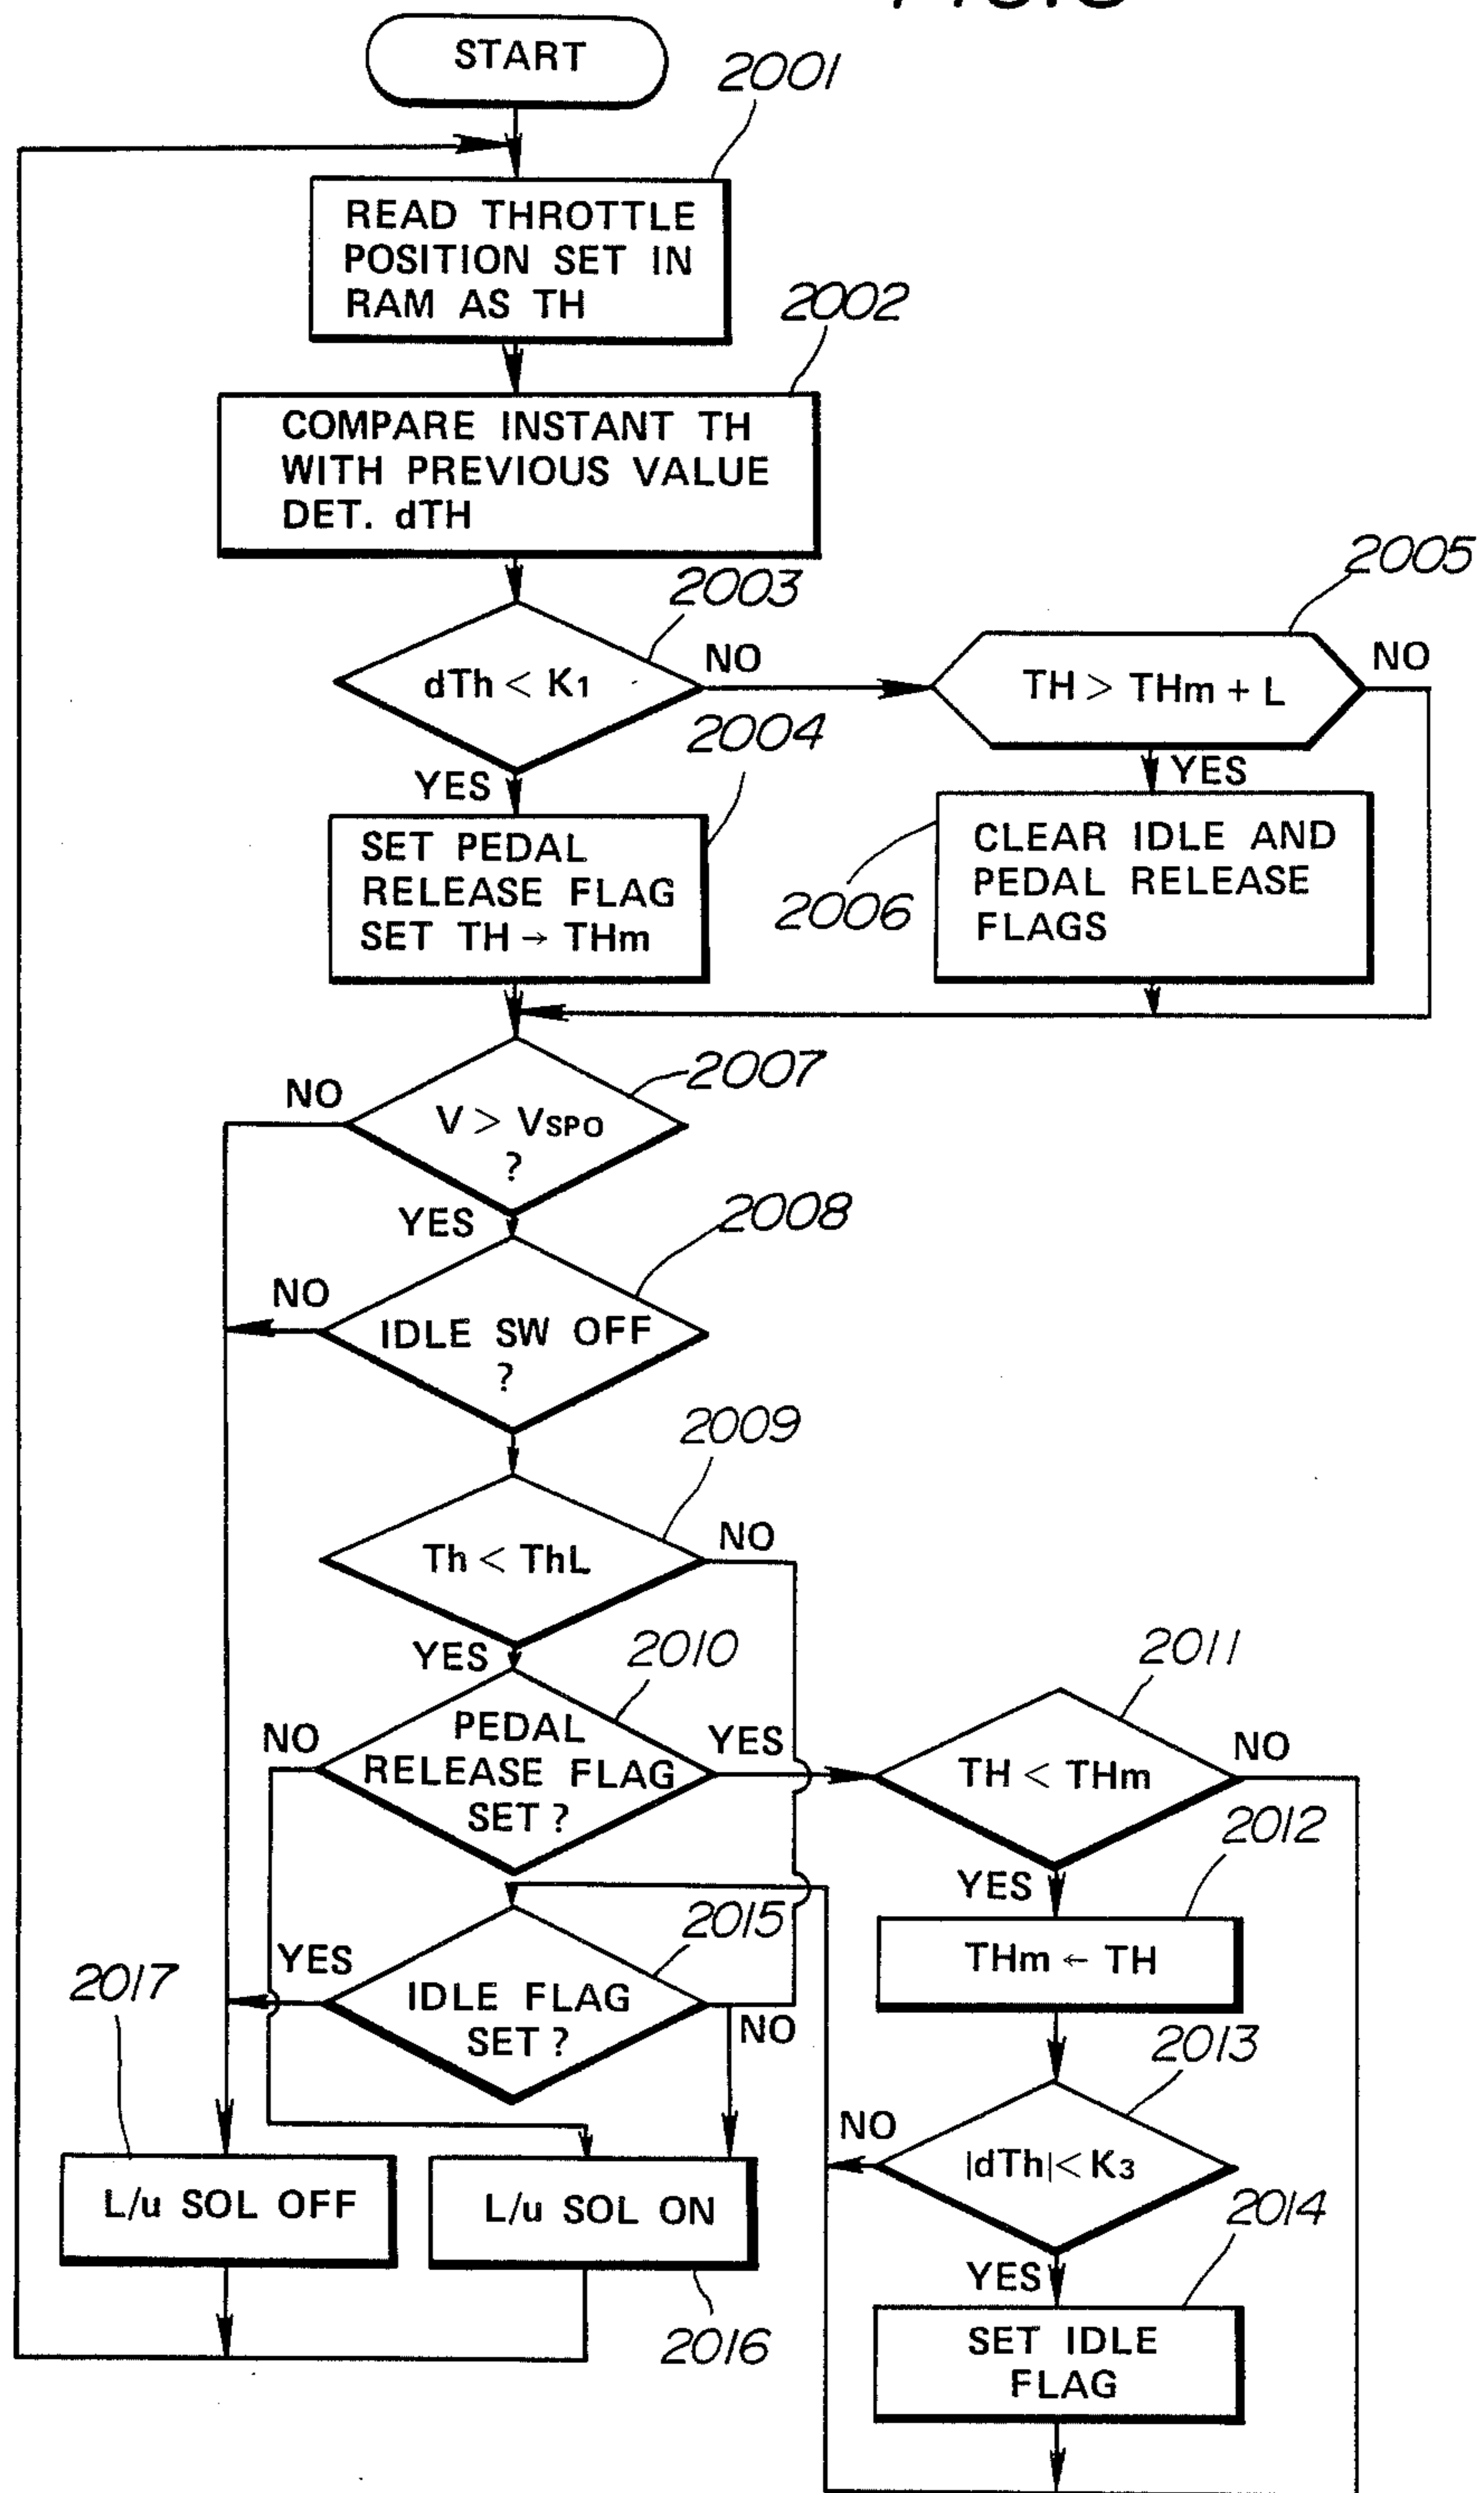 START
2001
READ THROTTLE
POSITION SET IN
RAM AS TH
2002
COMPARE INSTANT TH
WITH PREVIOUS VALUE
DET. dTH
2003
dTh < K1
NO
2005
TH > THm + L
NO
YES
2004
YES
SET PEDAL
RELEASE FLAG
SET TH → THm
2006
CLEAR IDLE AND
PEDAL RELEASE
FLAGS
2007
NO
V > VSPO
?
YES
2008
NO
IDLE SW OFF
?
2009
Th < ThL
NO
YES
2010
NO
PEDAL
RELEASE FLAG
SET ?
YES
2011
TH < THm
NO
YES
2012
THm ← TH
2015
YES
IDLE FLAG
SET ?
NO
2013
NO
|dTh| < K3
YES
2014
SET IDLE
FLAG
2017
L/u SOL OFF
L/u SOL ON
2016